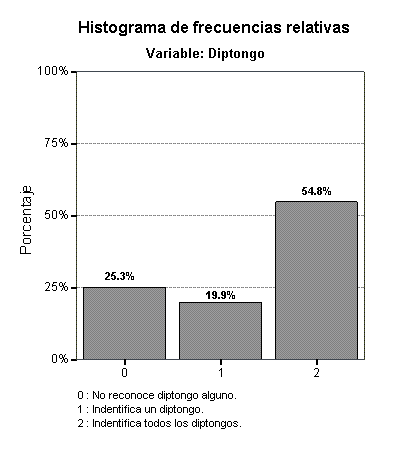 Histograma de frecuencias relativas
Variable: Diptongo
100%
75%
50%
25%
0%
Porcentaje
25.3%
19.9%
54.8%
0
1
2
0 : No reconoce diptongo alguno.
1 : Indentifica un diptongo.
2 : Indentifica todos los diptongos.